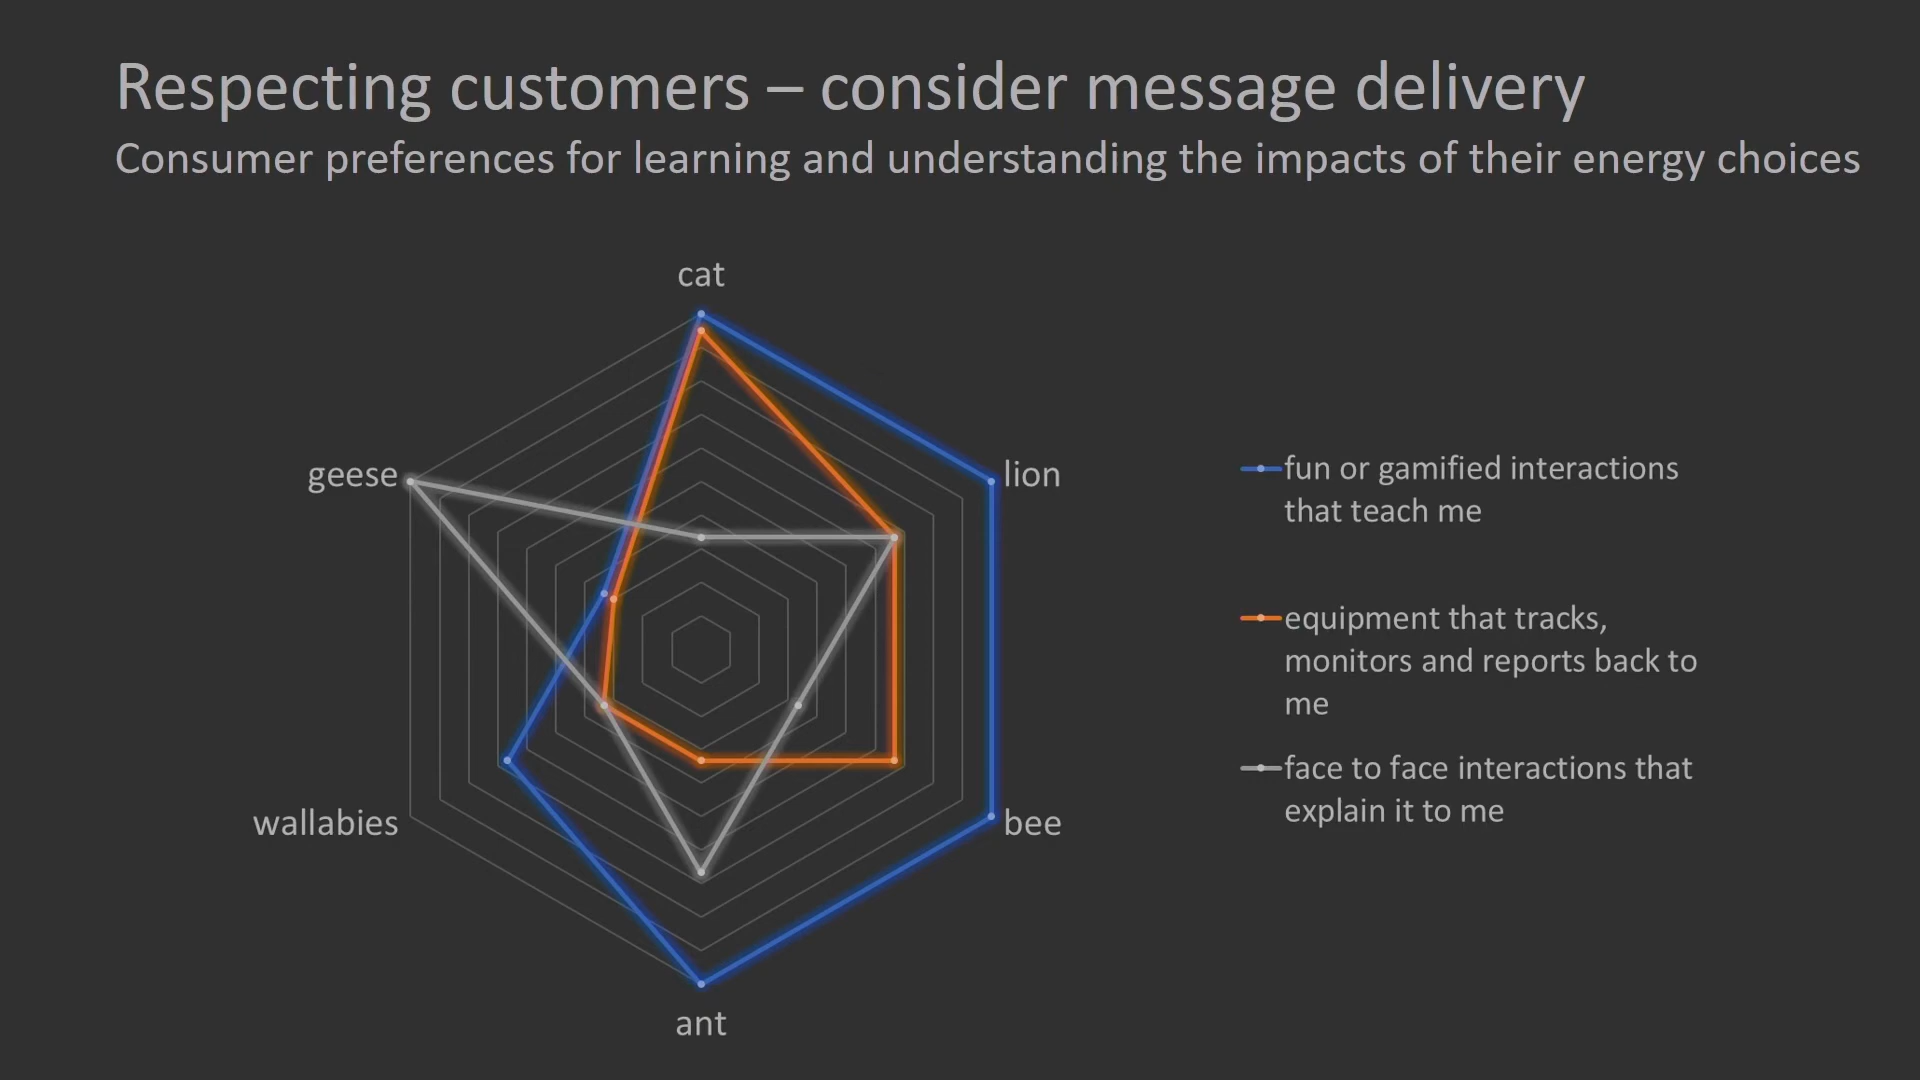 Respecting customers – consider message delivery
Consumer preferences for learning and understanding the impacts of their energy choices
cat
geese
lion
wallabies
bee
ant
fun or gamified interactions
that teach me
equipment that tracks,
monitors and reports back to
me
face to face interactions that
explain it to me